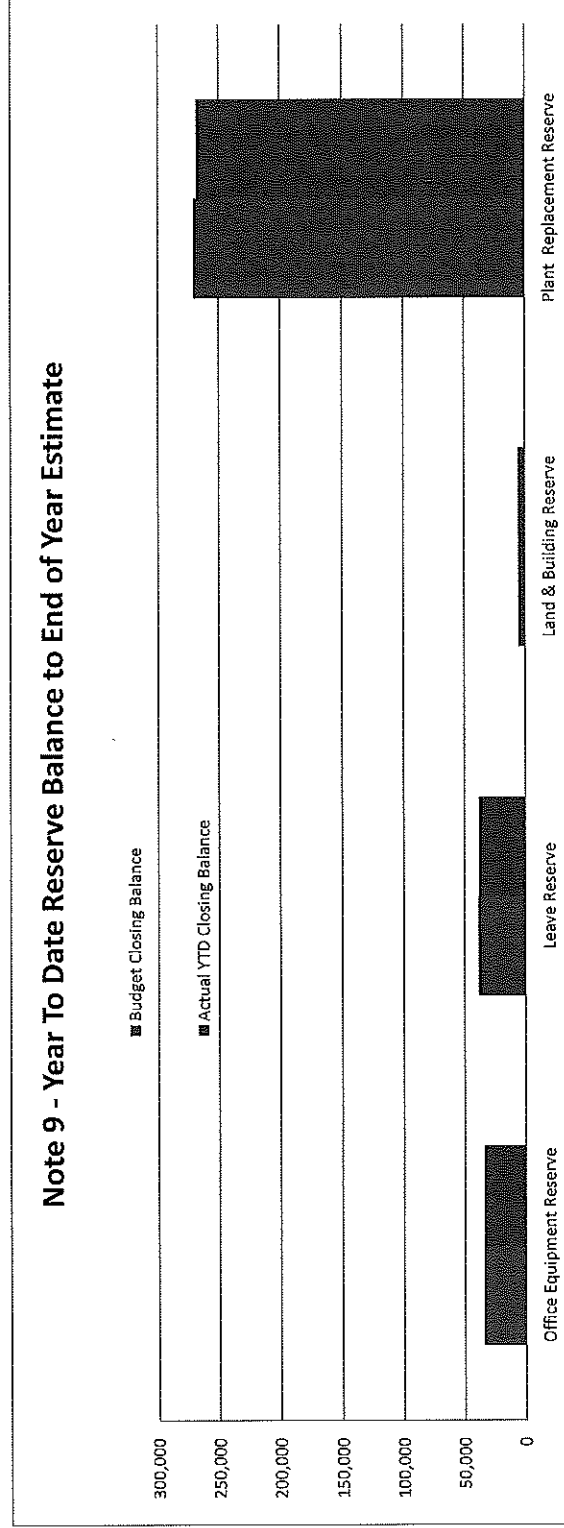 Note 9 - Year To Date Reserve Balance to End of Year Estimate
Budget Closing Balance
Actual YTD Closing Balance
300,000
250,000
200,000
150,000
100,000
50,000
0
Office Equipment Reserve
Leave Reserve
Land & Building Reserve
Plant Replacement Reserve